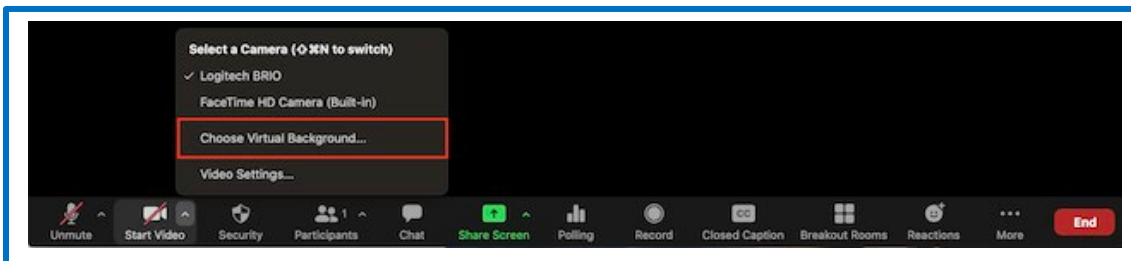 Select a Camera (⇧⌘N to switch)
✓ Logitech BRIO
FaceTime HD Camera (Built-in)
Choose Virtual Background...
Video Settings...
Unmute Start Video Security Participants 1 Chat Share Screen Polling Record CC Closed Caption Breakout Rooms Reactions More End